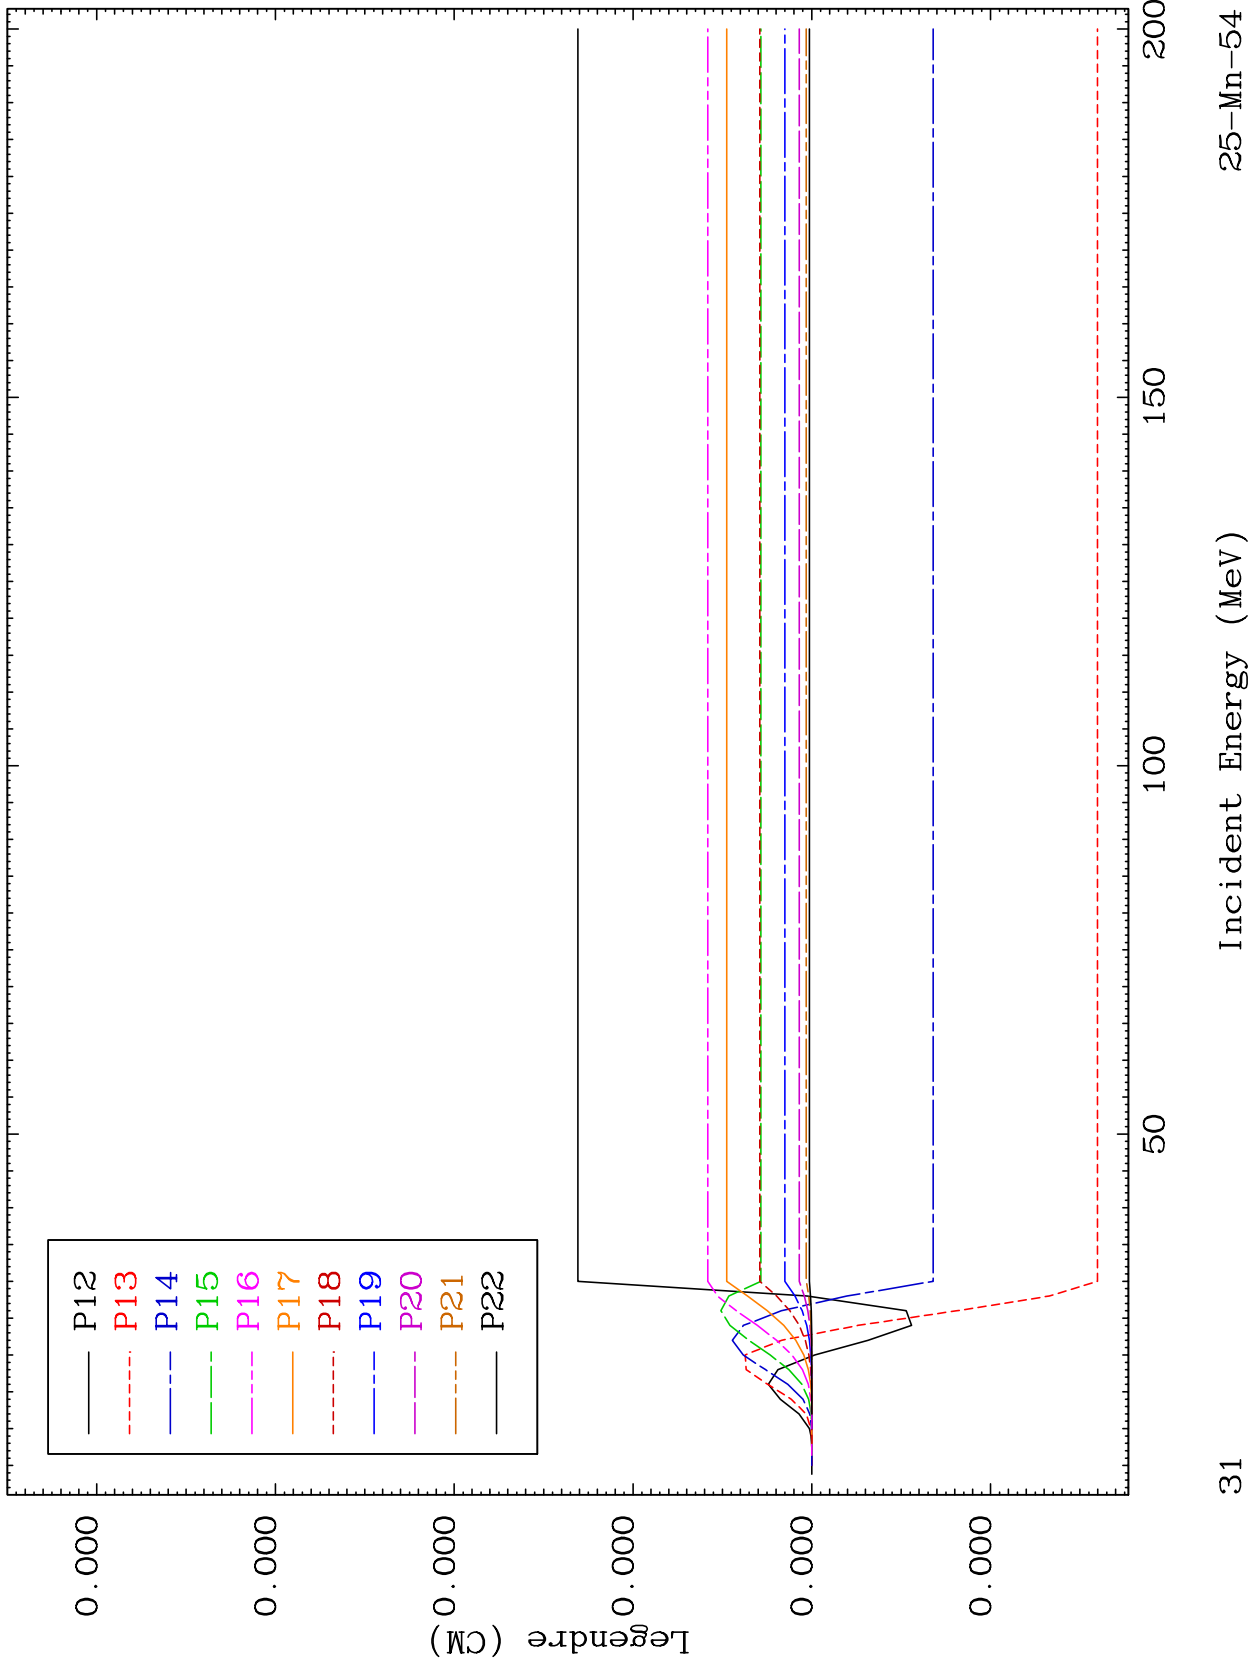 Legendre (CM)
0.000
0.000
0.000
0.000
0.000
0.000
P12
P13
P14
P15
P16
P17
P18
P19
P20
P21
P22
50
100
150
200
Incident Energy (MeV)
31
25-Mn-54